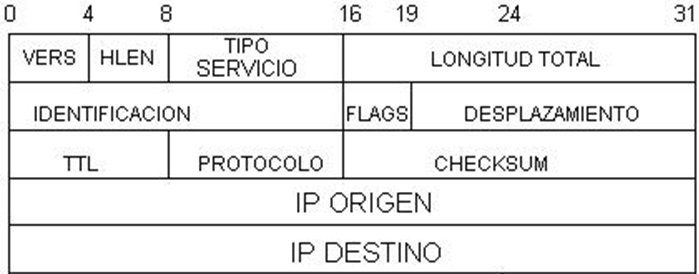 0 4 8 16 19 24 31
VERS HLEN TIPO SERVICIO LONGITUD TOTAL
IDENTIFICACION FLAGS DESPLAZAMIENTO
TTL PROTOCOLO CHECKSUM
IP ORIGEN
IP DESTINO